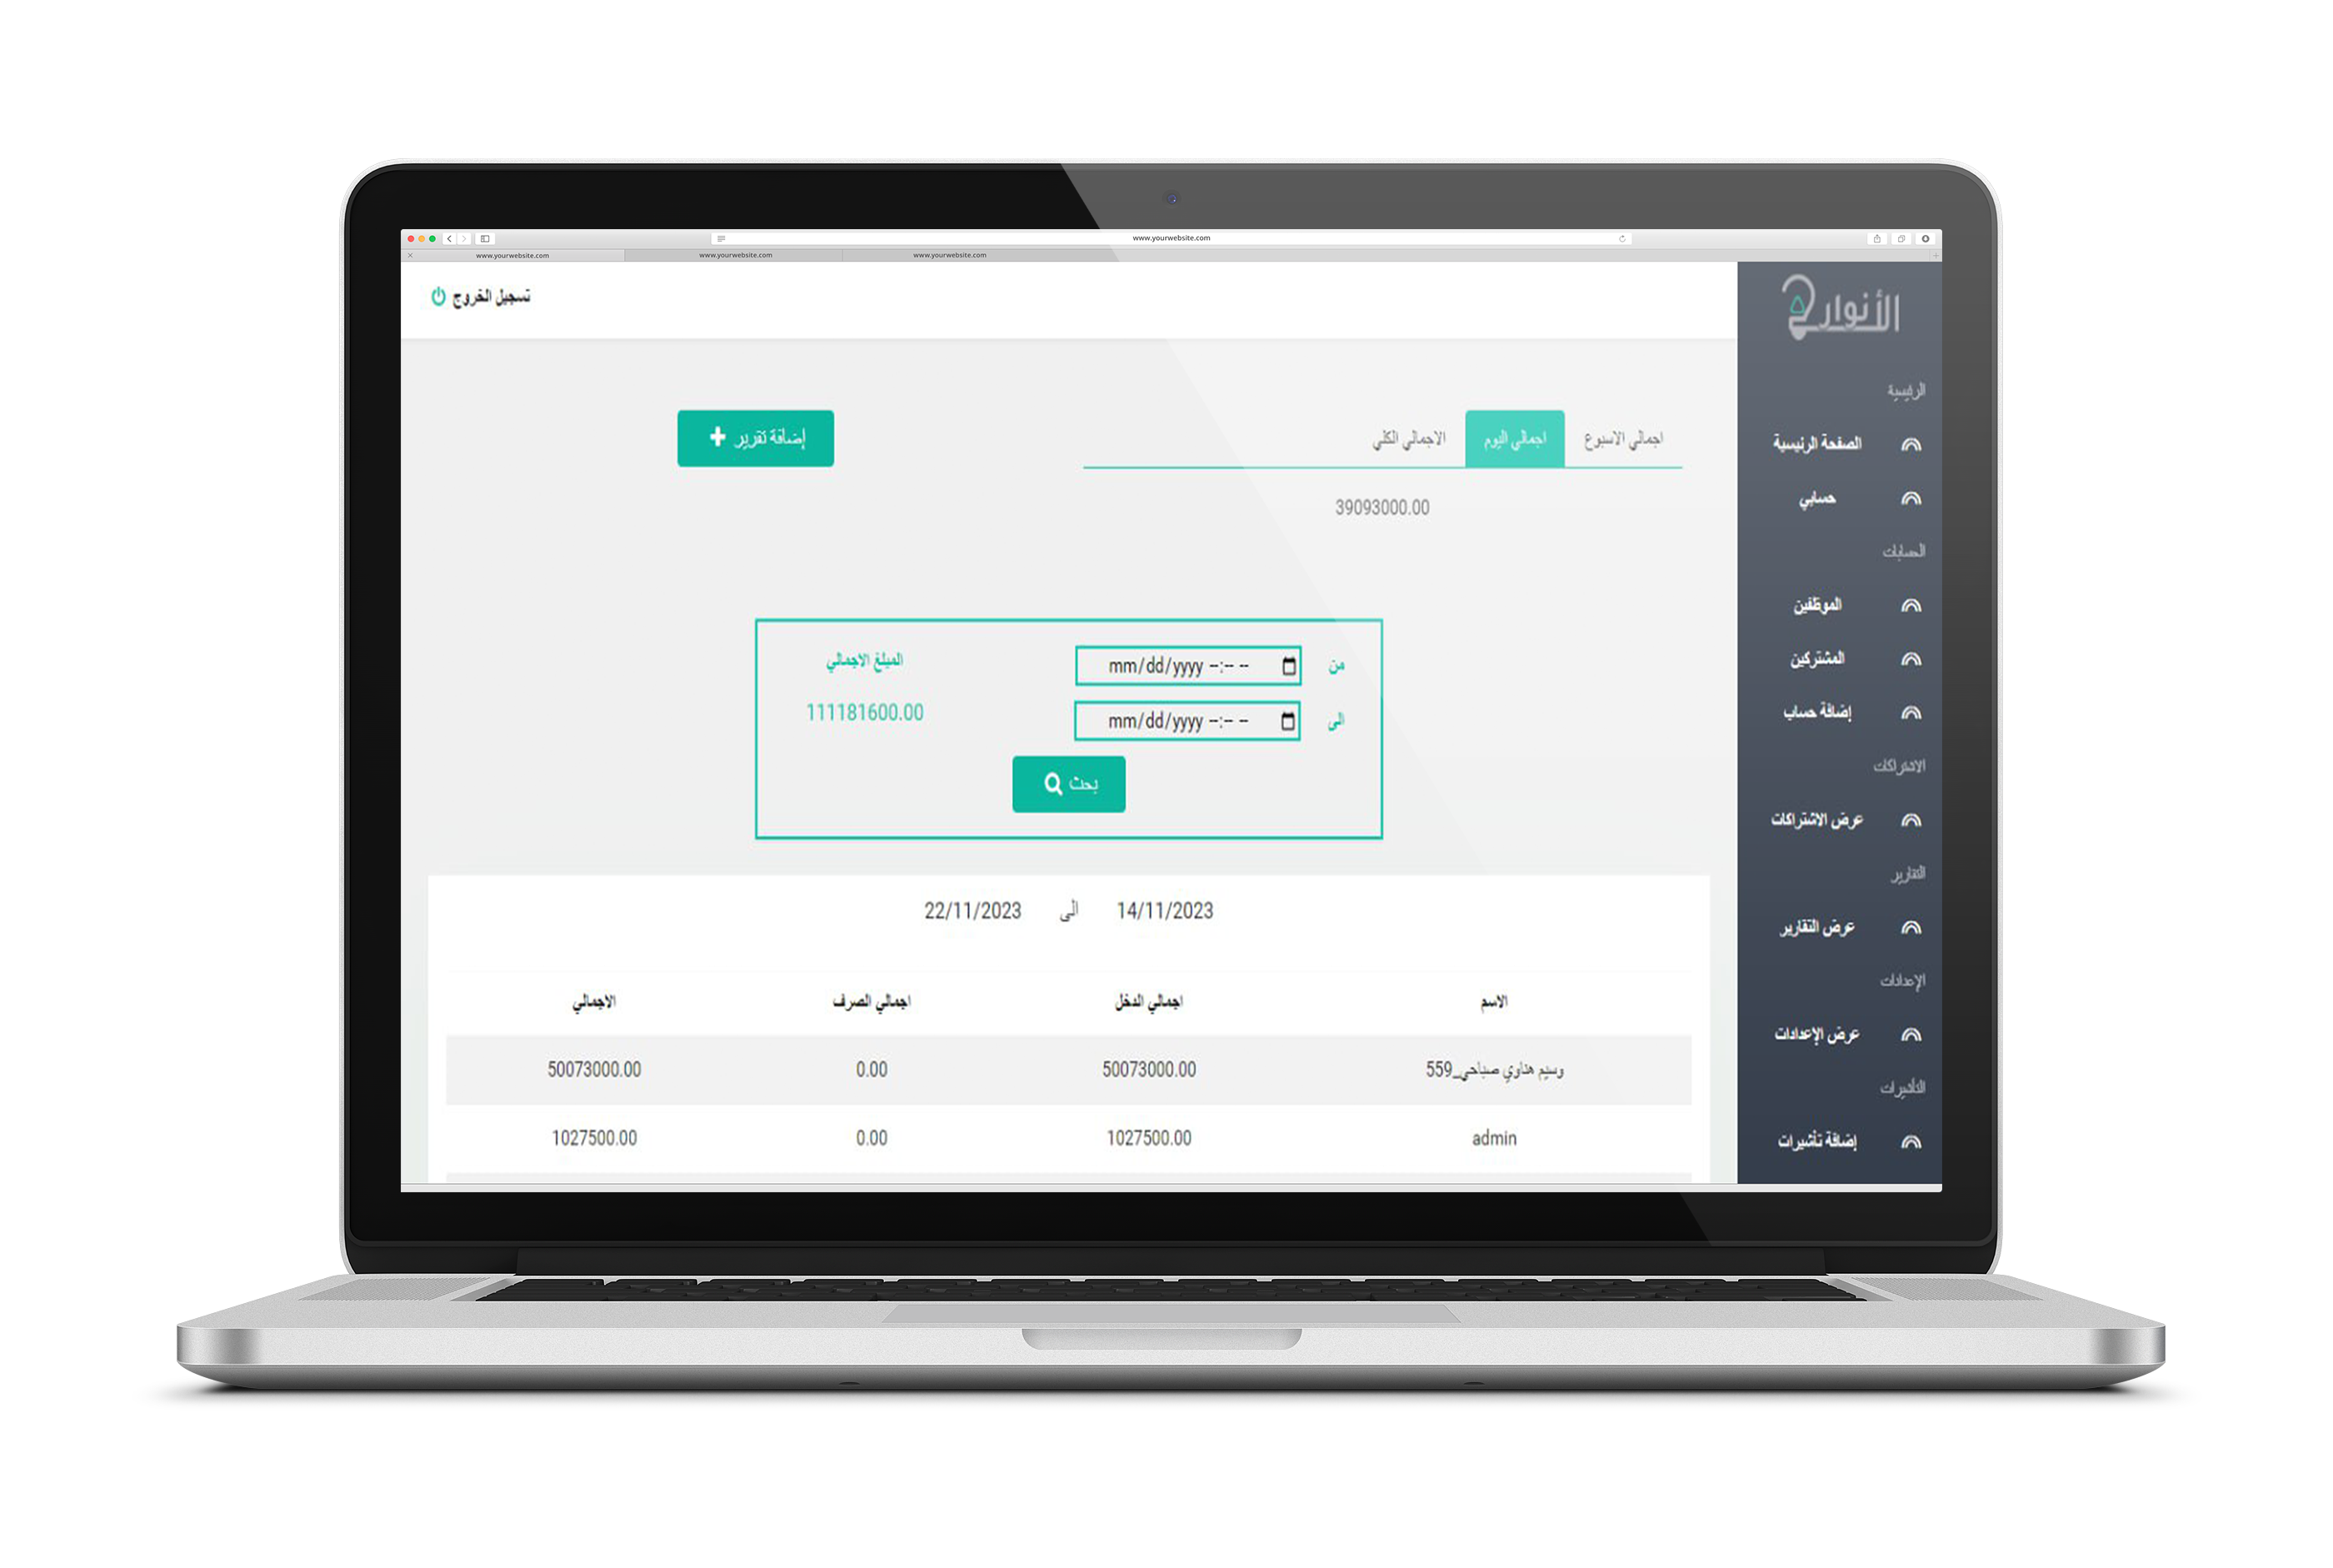 www.yourwebsite.com
www.yourwebsite.com
www.yourwebsite.com
www.yourwebsite.com
الأنوار
تسجيل الخروج
الرئيسية
الصفحة الرئيسية
حسابي
الحسابات
الموظفين
المشتركين
إضافة حساب
الاشتراكات
عرض الاشتراكات
التقارير
عرض التقارير
الإعدادات
عرض الإعدادات
التأشيرات
إضافة تأشيرات
اجمالي الاسبوع
اجمالي اليوم
الاجمالي الكلي
إضافة تقرير
39093000.00
من
mm/dd/yyyy --:-- --
المبلغ الاجمالي
الى
mm/dd/yyyy --:-- --
111181600.00
بحث
14/11/2023 الى 22/11/2023
الاسم اجمالي الدخل اجمالي الصرف الاجمالي
وسيم هناوي صباحي_559 50073000.00 0.00 50073000.00
admin 1027500.00 0.00 1027500.00